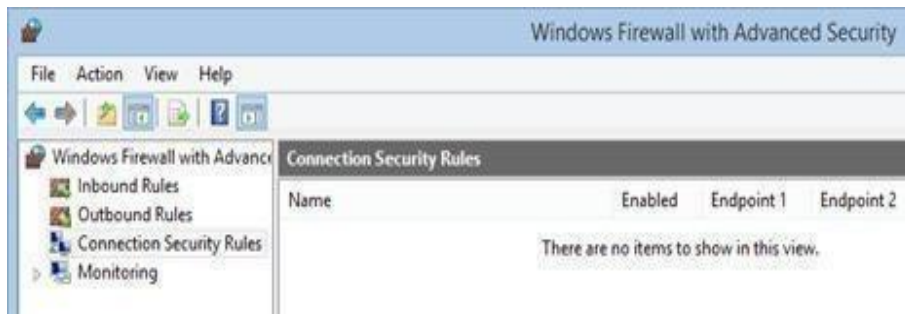 Windows Firewall with Advanced Security
File Action View Help
Windows Firewall with Advanc
Inbound Rules
Outbound Rules
Connection Security Rules
Monitoring
Connection Security Rules
Name Enabled Endpoint 1 Endpoint 2
There are no items to show in this view.